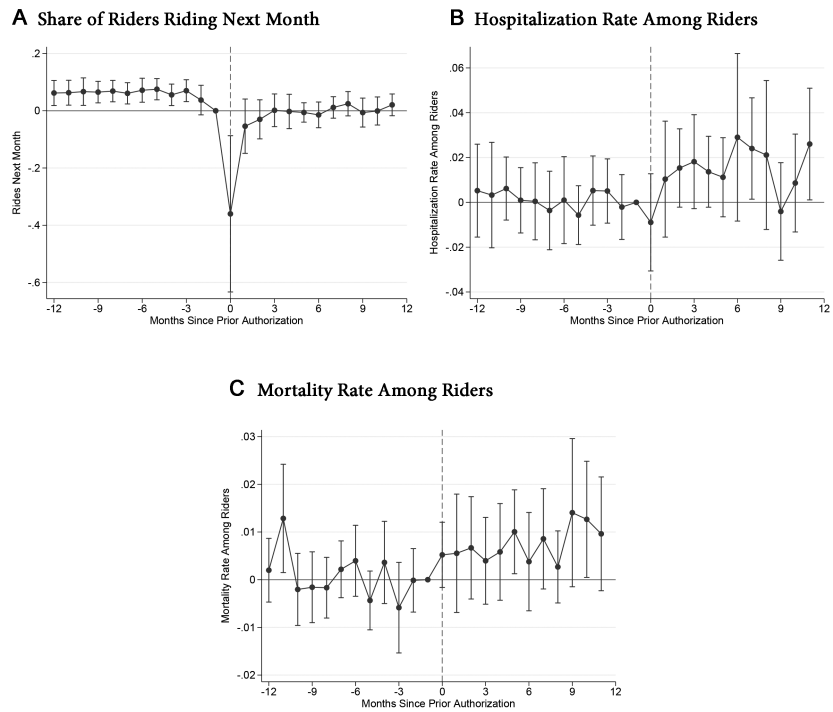 A Share of Riders Riding Next Month
.2
0
-.2
-.4
-.6
Rides Next Month
-12 -9 -6 -3 0 3 6 9 12
Months Since Prior Authorization
B Hospitalization Rate Among Riders
.06
.04
.02
0
-.02
-.04
Hospitalization Rate Among Riders
-12 -9 -6 -3 0 3 6 9 12
Months Since Prior Authorization
C Mortality Rate Among Riders
.03
.02
.01
0
-.01
-.02
Mortality Rate Among Riders
-12 -9 -6 -3 0 3 6 9 12
Months Since Prior Authorization